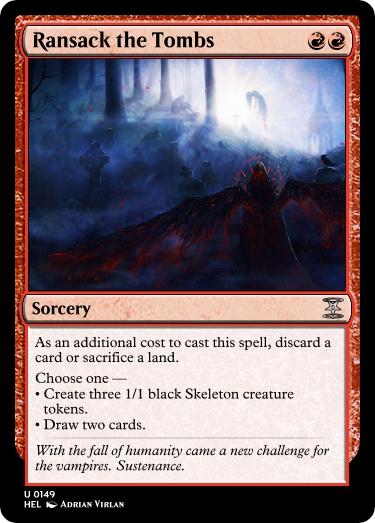 Ransack the Tombs
Sorcery
As an additional cost to cast this spell, discard a
card or sacrifice a land.
Choose one —
• Create three 1/1 black Skeleton creature
tokens.
• Draw two cards.
With the fall of humanity came a new challenge for
the vampires. Sustenance.
U 0149
HEL ADRIAN VIRLAN